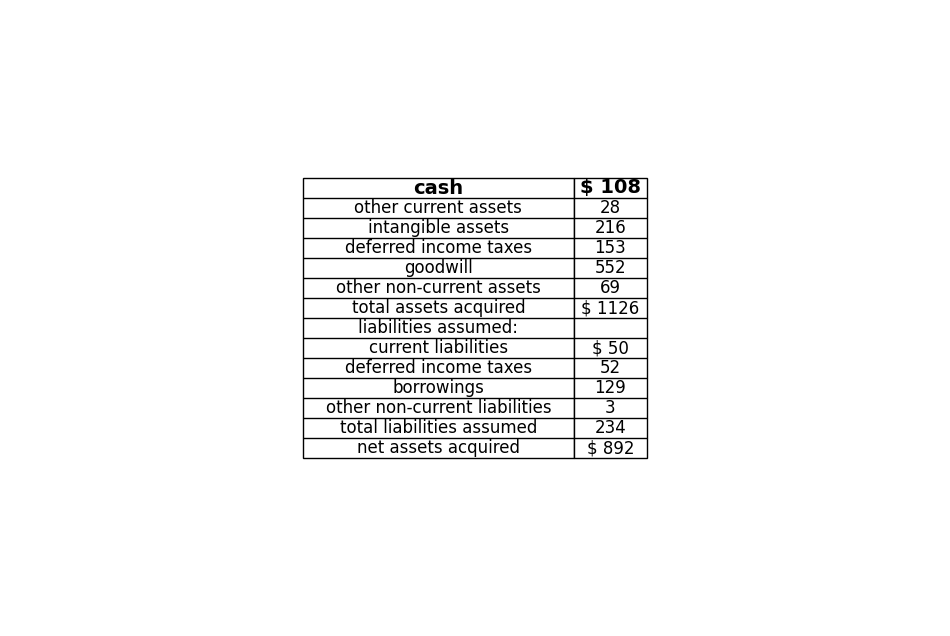 cash $ 108
other current assets 28
intangible assets 216
deferred income taxes 153
goodwill 552
other non-current assets 69
total assets acquired $ 1126
liabilities assumed:
current liabilities $ 50
deferred income taxes 52
borrowings 129
other non-current liabilities 3
total liabilities assumed 234
net assets acquired $ 892